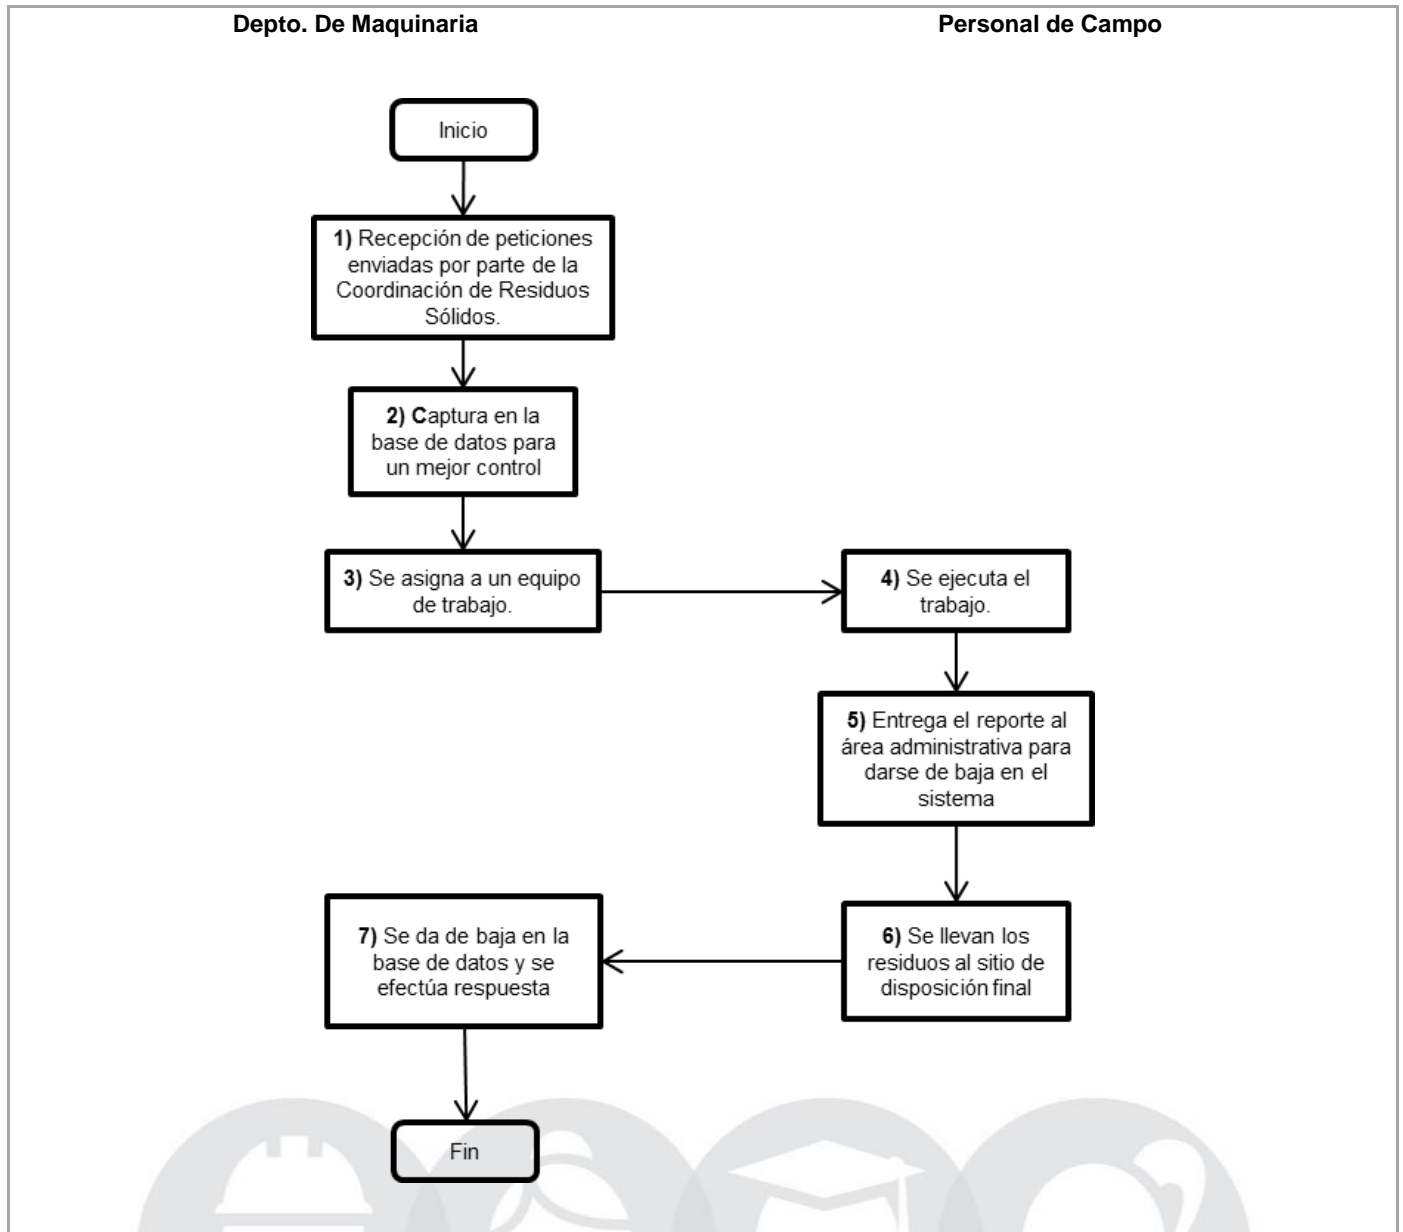 Depto. De Maquinaria
Personal de Campo
Inicio
1) Recepción de peticiones
enviadas por parte de la
Coordinación de Residuos
Sólidos.
2) Captura en la
base de datos para
un mejor control
3) Se asigna a un equipo
de trabajo.
4) Se ejecuta el
trabajo.
5) Entrega el reporte al
área administrativa para
darse de baja en el
sistema
6) Se llevan los
residuos al sitio de
disposición final
7) Se da de baja en la
base de datos y se
efectúa respuesta
Fin